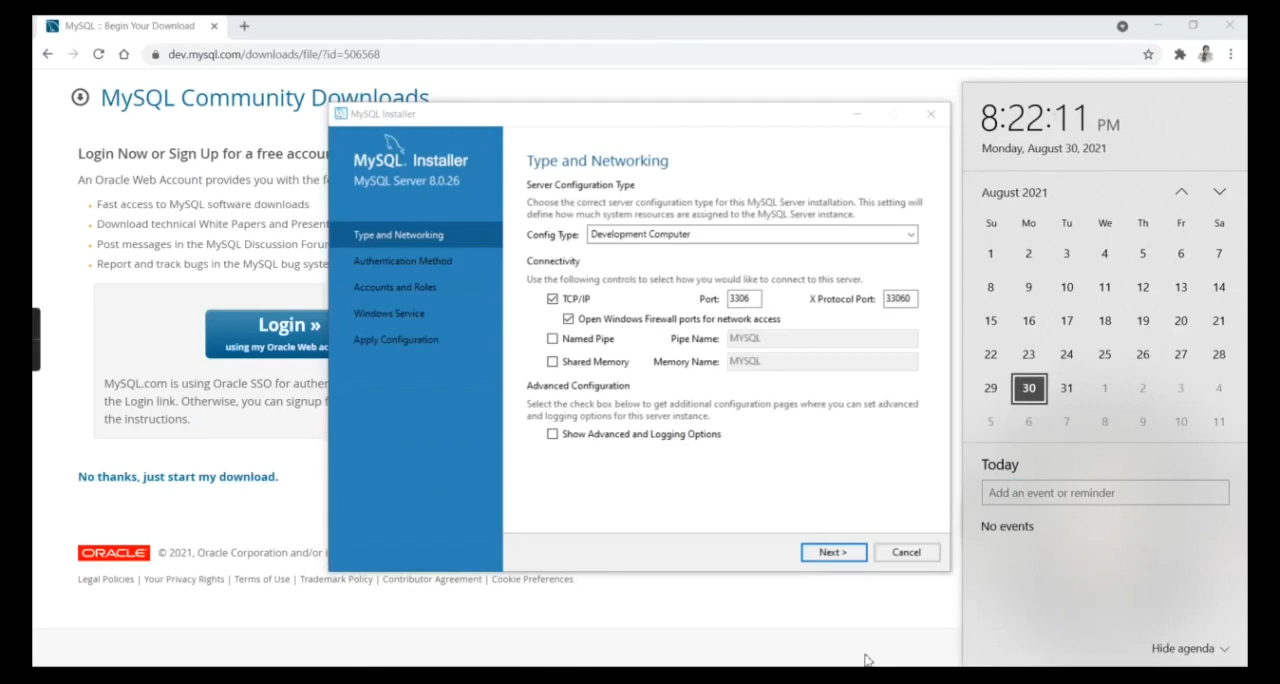 MySQL :: Begin Your Download
dev.mysql.com/downloads/file/?id=506568
MySQL Community Downloads
Login Now or Sign Up for a free accou
An Oracle Web Account provides you with the f
Fast access to MySQL software downloads
Download technical White Papers and Present
Post messages in the MySQL Discussion Forum
Report and track bugs in the MySQL bug syste
Login »
using my Oracle Web ac
MySQL.com is using Oracle SSO for authen
the Login link. Otherwise, you can signup f
the instructions.
No thanks, just start my download.
ORACLE © 2021, Oracle Corporation and/or i
Legal Policies | Your Privacy Rights | Terms of Use | Trademark Policy | Contributor Agreement | Cookie Preferences
MySQL Installer
MySQL. Installer
MySQL Server 8.0.26
Type and Networking
Authentication Method
Accounts and Roles
Windows Service
Apply Configuration
Type and Networking
Server Configuration Type
Choose the correct server configuration type for this MySQL Server installation. This setting will
define how much system resources are assigned to the MySQL Server instance.
Config Type: Development Computer
Connectivity
Use the following controls to select how you would like to connect to this server.
TCP/IP Port: 3306 X Protocol Port: 33060
Open Windows Firewall ports for network access
Named Pipe Pipe Name: MYSQL
Shared Memory Memory Name: MYSQL
Advanced Configuration
Select the check box below to get additional configuration pages where you can set advanced
and logging options for this server instance.
Show Advanced and Logging Options
Next > Cancel
8:22:11 PM
Monday, August 30, 2021
August 2021
Su Mo Tu We Th Fr Sa
1 2 3 4 5 6 7
8 9 10 11 12 13 14
15 16 17 18 19 20 21
22 23 24 25 26 27 28
29 30 31 1 2 3 4
5 6 7 8 9 10 11
Today
Add an event or reminder
No events
Hide agenda